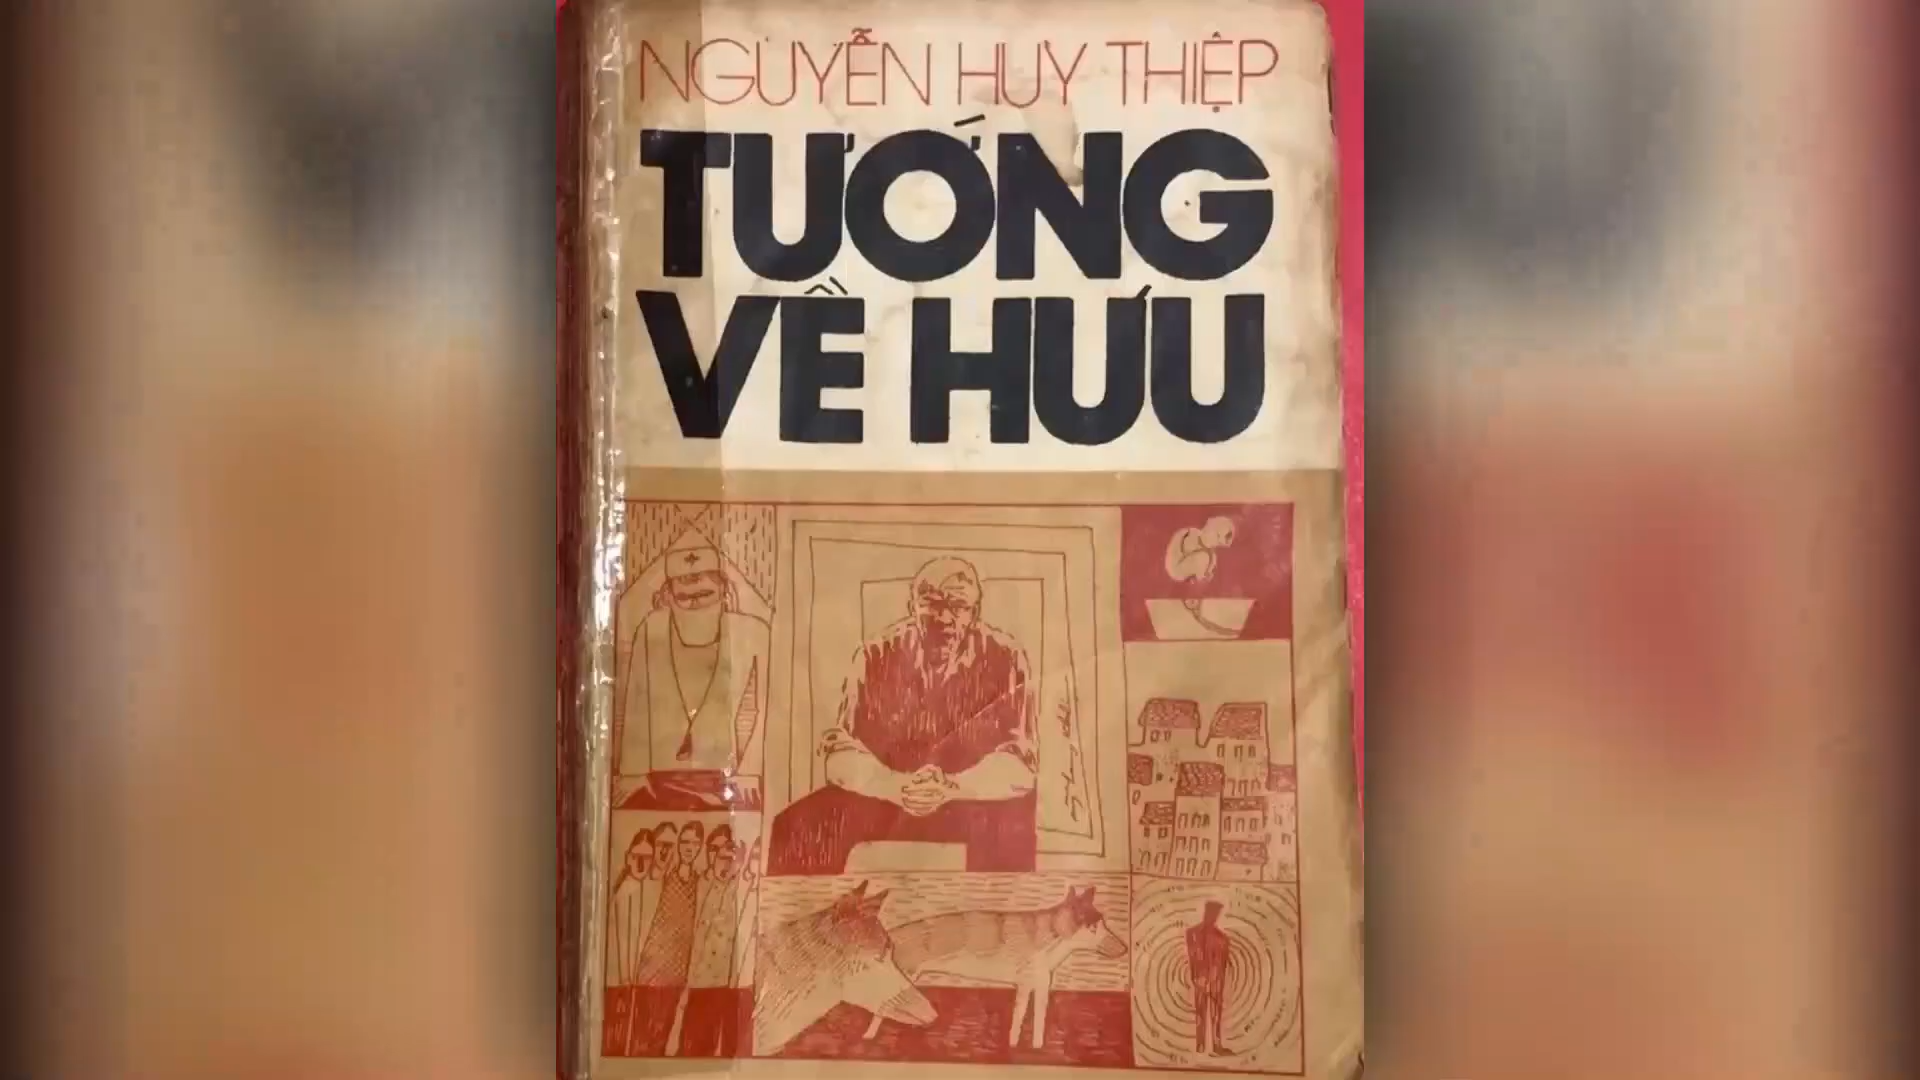 NGUYỄN HUY THIỆP
TƯỚNG
VỀ HƯU